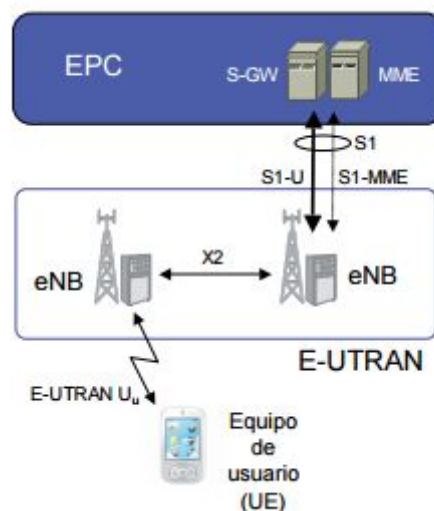 EPC
S-GW
MME
S1
S1-U
S1-MME
eNB
X2
eNB
E-UTRAN
E-UTRAN Uu
Equipo
de
usuario
(UE)